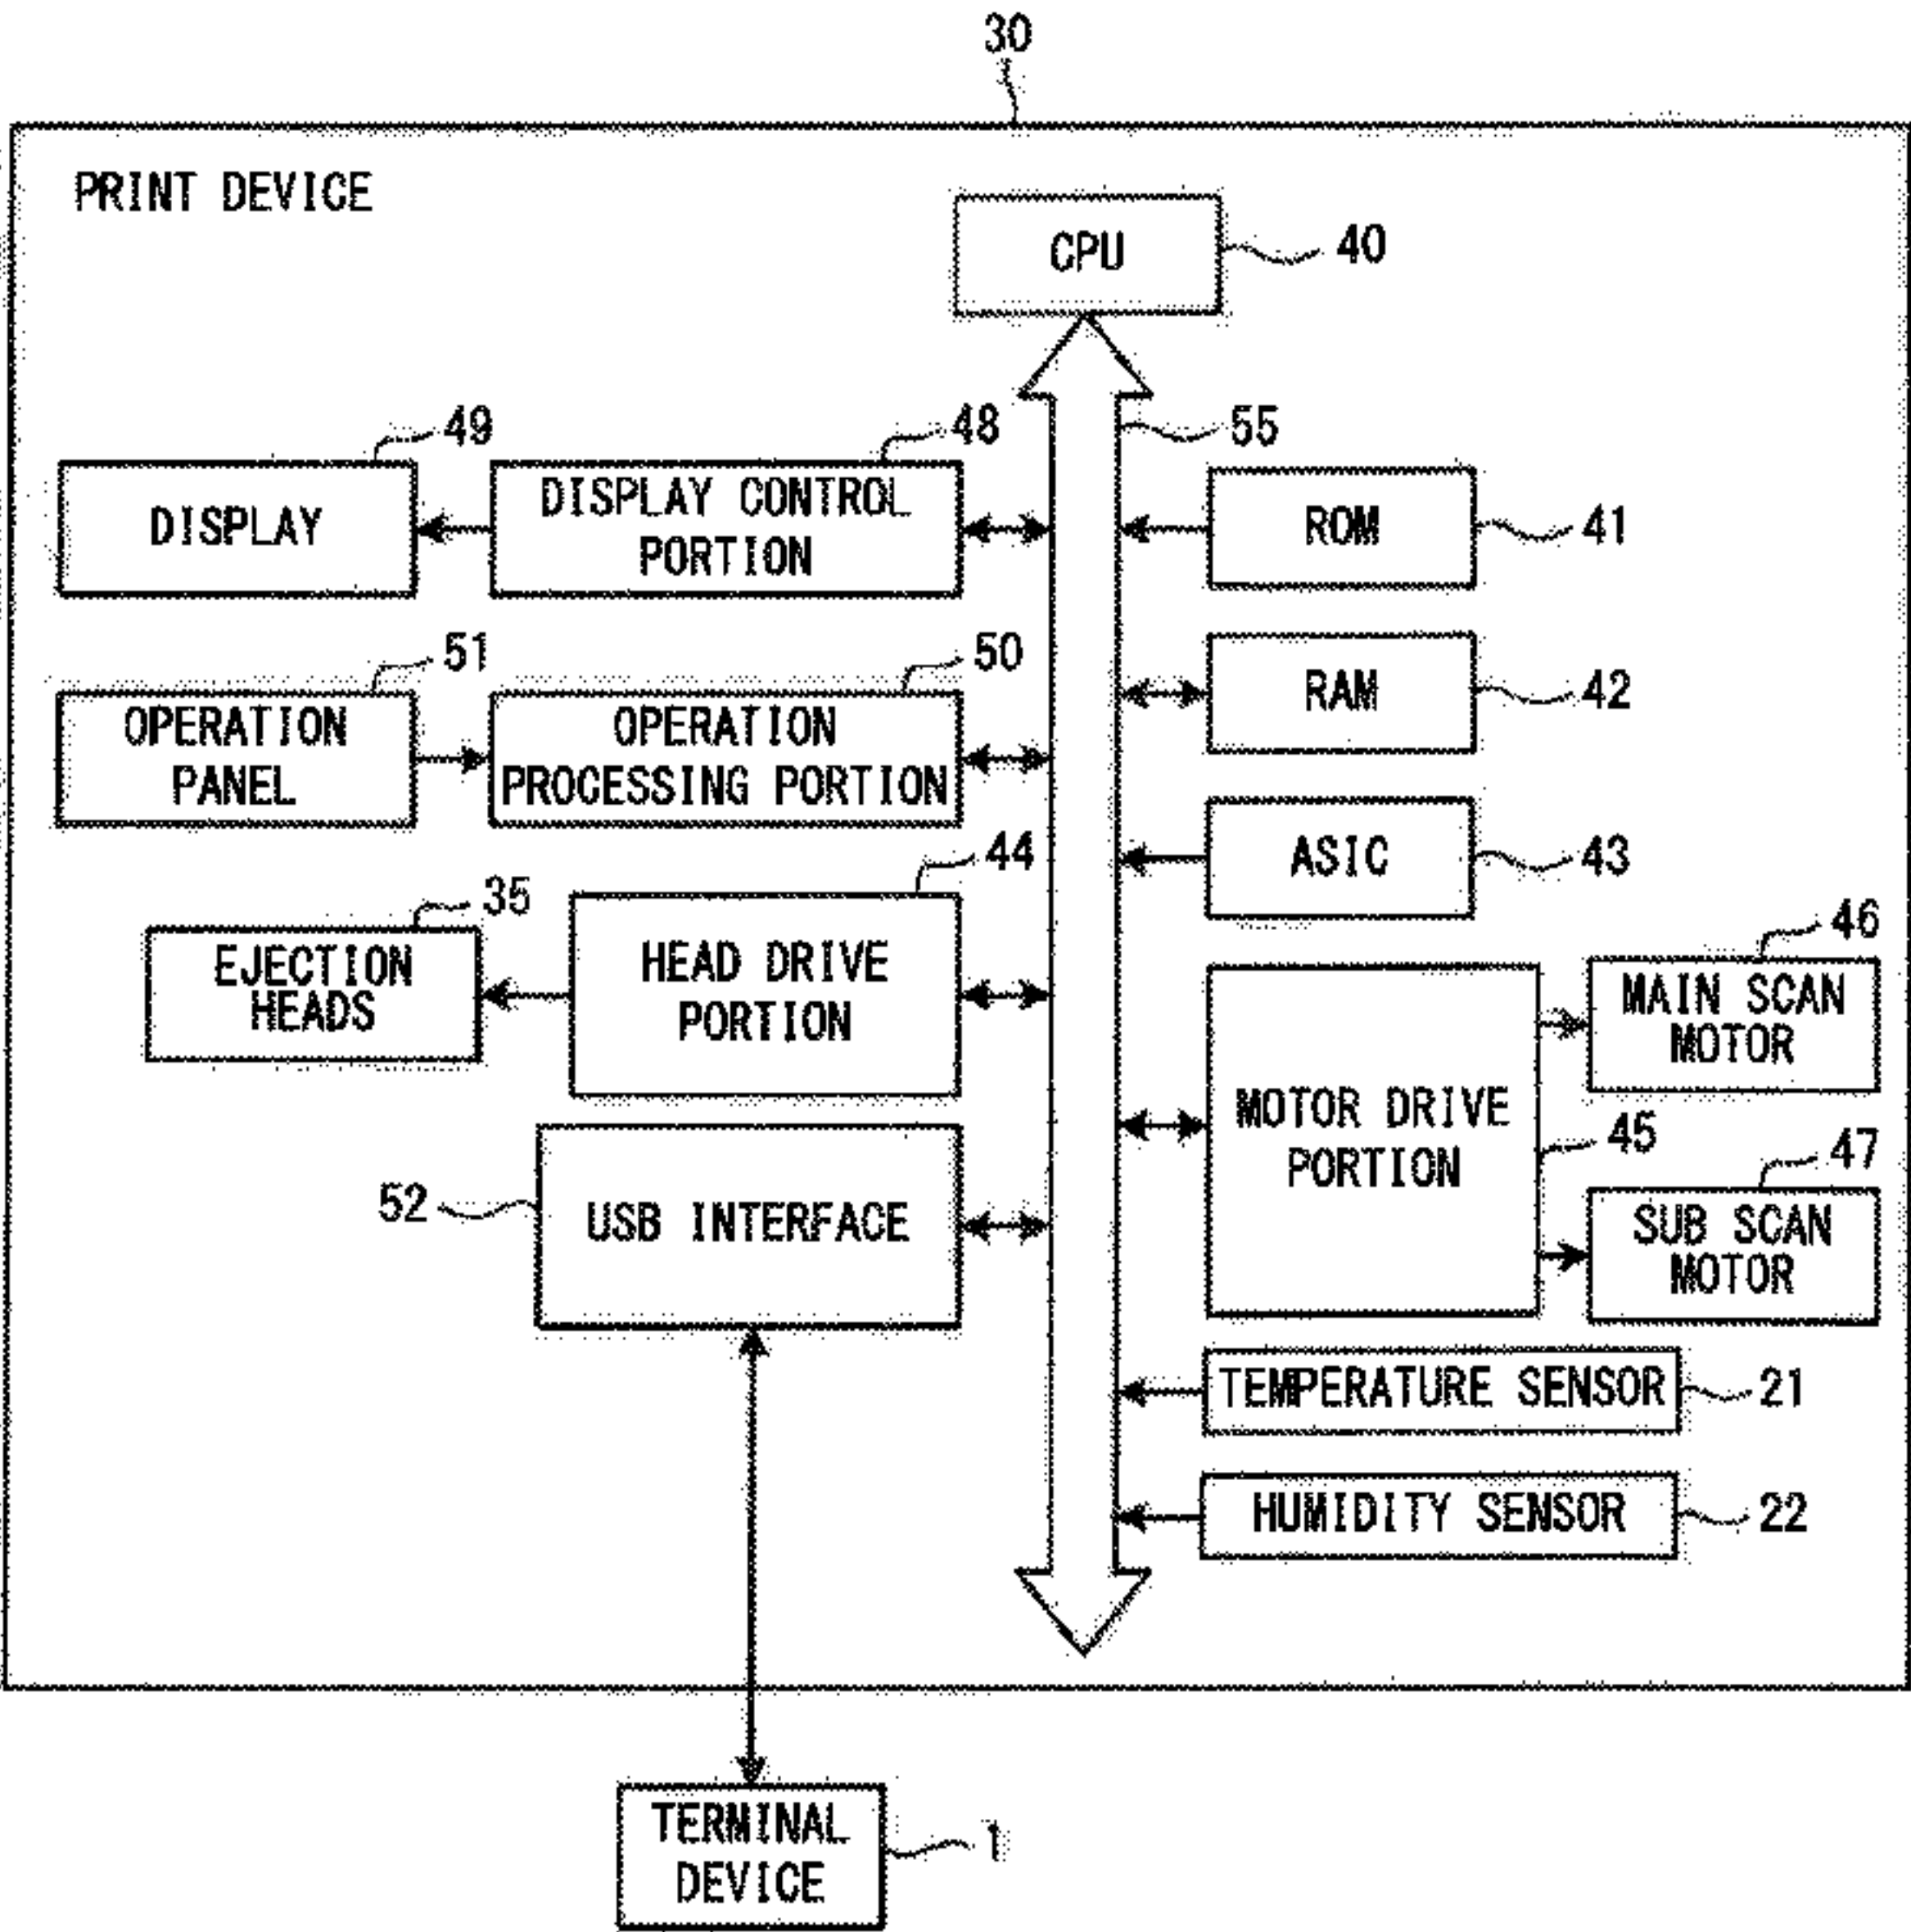 30
PRINT DEVICE
CPU
40
49
48
55
DISPLAY
DISPLAY CONTROL
PORTION
ROM
41
51
50
OPERATION
PANEL
OPERATION
PROCESSING PORTION
RAM
42
44
ASIC
43
35
EJECTION
HEADS
HEAD DRIVE
PORTION
46
MAIN SCAN
MOTOR
MOTOR DRIVE
PORTION
45
47
SUB SCAN
MOTOR
52
USB INTERFACE
TEMPERATURE SENSOR
21
HUMIDITY SENSOR
22
TERMINAL
DEVICE
1